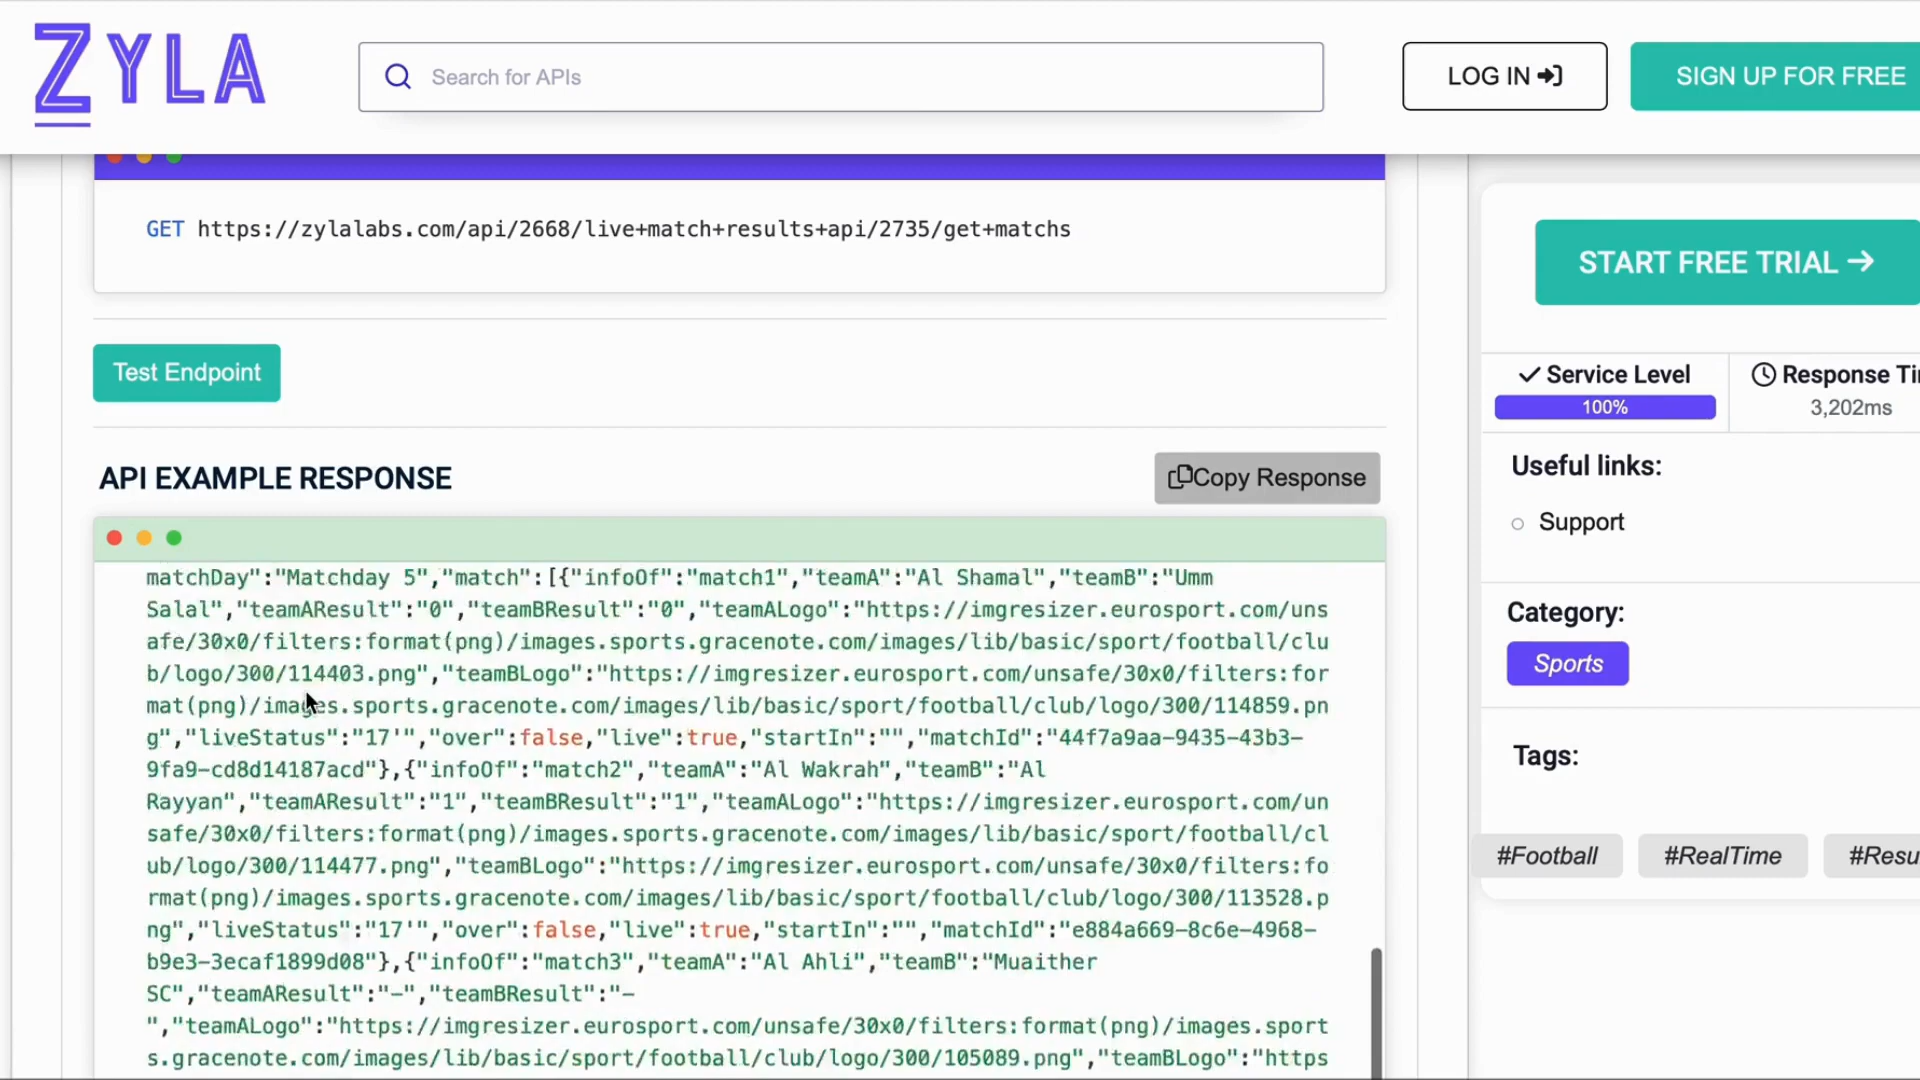 ZYLA
Search for APIs
LOG IN
SIGN UP FOR FREE
GET https://zylalabs.com/api/2668/live+match+results+api/2735/get+matchs
START FREE TRIAL
Test Endpoint
Service Level
100%
Response Ti
3,202ms
API EXAMPLE RESPONSE
Copy Response
Useful links:
Support
Category:
Sports
Tags:
#Football
#RealTime
#Resu
matchDay":"Matchday 5","match":[{"infoOf":"match1","teamA":"Al Shamal","teamB":"Umm
Salal","teamAResult":"0","teamBResult":"0","teamALogo":"https://imgresizer.eurosport.com/uns
afe/30x0/filters:format(png)/images.sports.gracenote.com/images/lib/basic/sport/football/clu
b/logo/300/114403.png","teamBLogo":"https://imgresizer.eurosport.com/unsafe/30x0/filters:for
mat(png)/images.sports.gracenote.com/images/lib/basic/sport/football/club/logo/300/114859.pn
g","liveStatus":"17'","over":false,"live":true,"startIn":"","matchId":"44f7a9aa-9435-43b3-
9fa9-cd8d14187acd"},{"infoOf":"match2","teamA":"Al Wakrah","teamB":"Al
Rayyan","teamAResult":"1","teamBResult":"1","teamALogo":"https://imgresizer.eurosport.com/un
safe/30x0/filters:format(png)/images.sports.gracenote.com/images/lib/basic/sport/football/cl
ub/logo/300/114477.png","teamBLogo":"https://imgresizer.eurosport.com/unsafe/30x0/filters:fo
rmat(png)/images.sports.gracenote.com/images/lib/basic/sport/football/club/logo/300/113528.p
ng","liveStatus":"17'","over":false,"live":true,"startIn":"","matchId":"e884a669-8c6e-4968-
b9e3-3ecaf1899d08"},{"infoOf":"match3","teamA":"Al Ahli","teamB":"Muaither
SC","teamAResult":"-","teamBResult":"-
","teamALogo":"https://imgresizer.eurosport.com/unsafe/30x0/filters:format(png)/images.sport
s.gracenote.com/images/lib/basic/sport/football/club/logo/300/105089.png","teamBLogo":"https